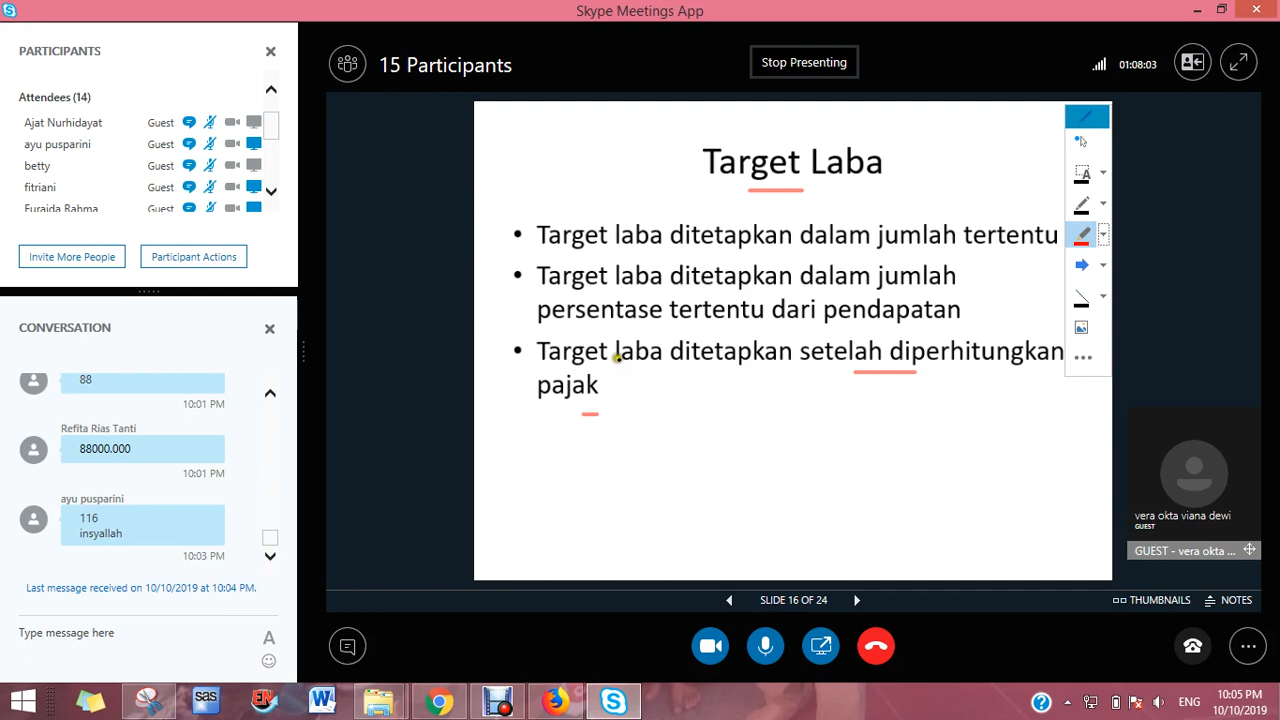 Skype Meetings App
PARTICIPANTS
Attendees (14)
Ajat Nurhidayat Guest
ayu pusparini Guest
betty Guest
fitriani Guest
Furaida Rahma Guest
Invite More People
Participant Actions
CONVERSATION
88
10:01 PM
Refita Rias Tanti
88000.000
10:01 PM
ayu pusparini
116
insyallah
10:03 PM
Last message received on 10/10/2019 at 10:04 PM.
Type message here
A
15 Participants
Stop Presenting
01:08:03
Target Laba
• Target laba ditetapkan dalam jumlah tertentu
• Target laba ditetapkan dalam jumlah
persentase tertentu dari pendapatan
• Target laba ditetapkan setelah diperhitungkan
pajak
A
vera okta viana dewi
GUEST
GUEST - vera okta ...
SLIDE 16 OF 24
THUMBNAILS
NOTES
sas
EN
W
ENG
10:05 PM
10/10/2019